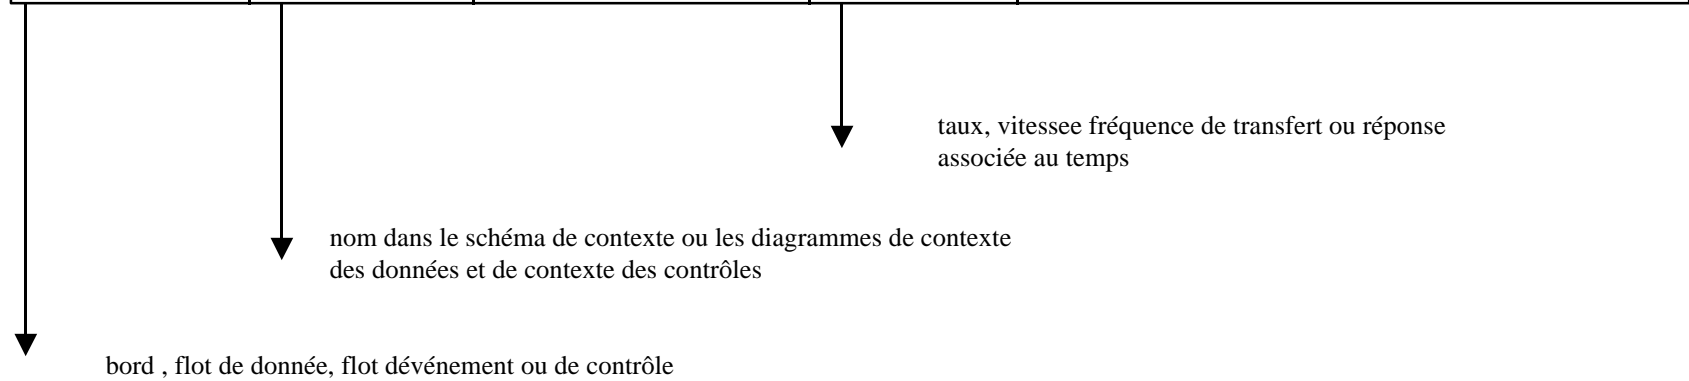 taux, vitessee fréquence de transfert ou réponse
associée au temps
nom dans le schéma de contexte ou les diagrammes de contexte
des données et de contexte des contrôles
bord , flot de donnée, flot dévénement ou de contrôle